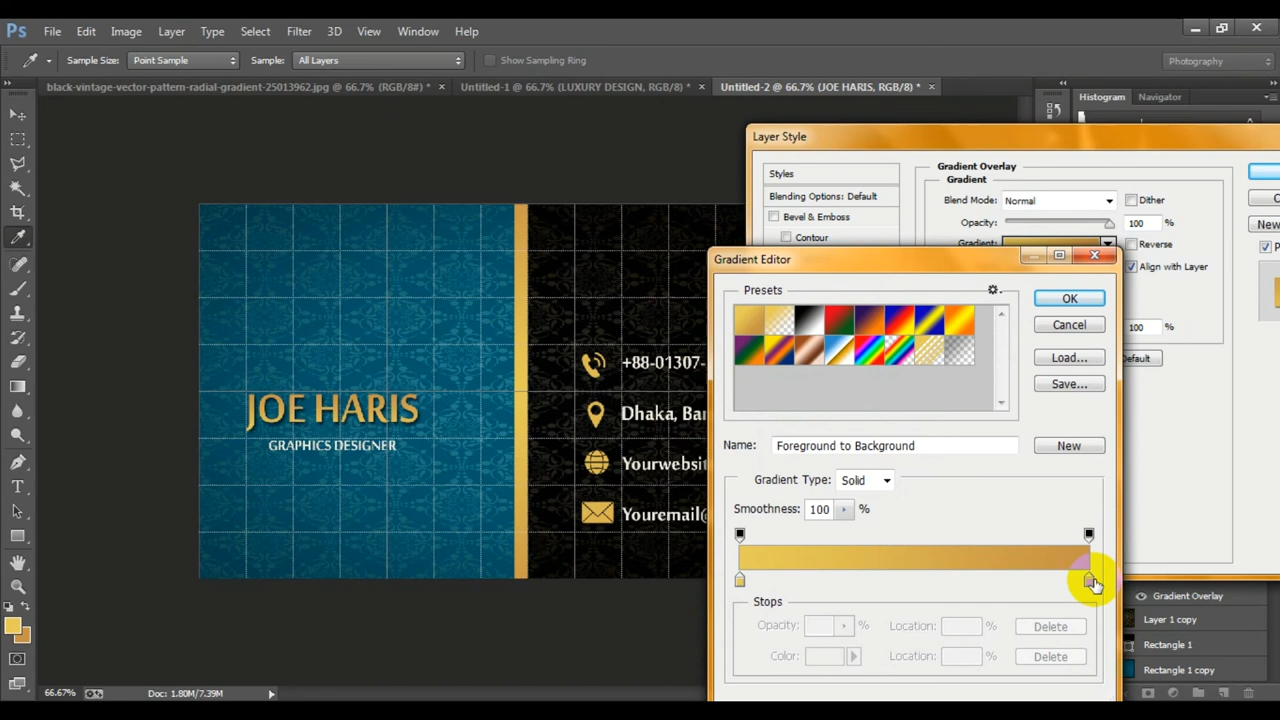 Ps File Edit Image Layer Type Select Filter 3D View Window Help
Sample Size: Point Sample Sample: All Layers Show Sampling Ring Photography
black-vintage-vector-pattern-radial-gradient-25013962.jpg @ 66.7% (RGB/8#) * × Untitled-1 @ 66.7% (LUXURY DESIGN, RGB/8) * × Untitled-2 @ 66.7% (JOE HARIS, RGB/8) * ×
Histogram Navigator
Layer Style
Styles
Blending Options: Default
Bevel & Emboss
Contour
Gradient Overlay
Gradient
Blend Mode: Normal Dither
Opacity: 100 %
Gradient: Reverse
Align with Layer
100 %
Default
New
Gradient Editor
Presets
OK
Cancel
Load...
Save...
Name: Foreground to Background New
Gradient Type: Solid
Smoothness: 100 %
Stops
Opacity: % Location: % Delete
Color: Location: % Delete
JOE HARIS
GRAPHICS DESIGNER
+88-01307-
Dhaka, Ban
Yourwebsit
Youremail@
Gradient Overlay
Layer 1 copy
Rectangle 1
Rectangle 1 copy
66.67% Doc: 1.80M/7.39M